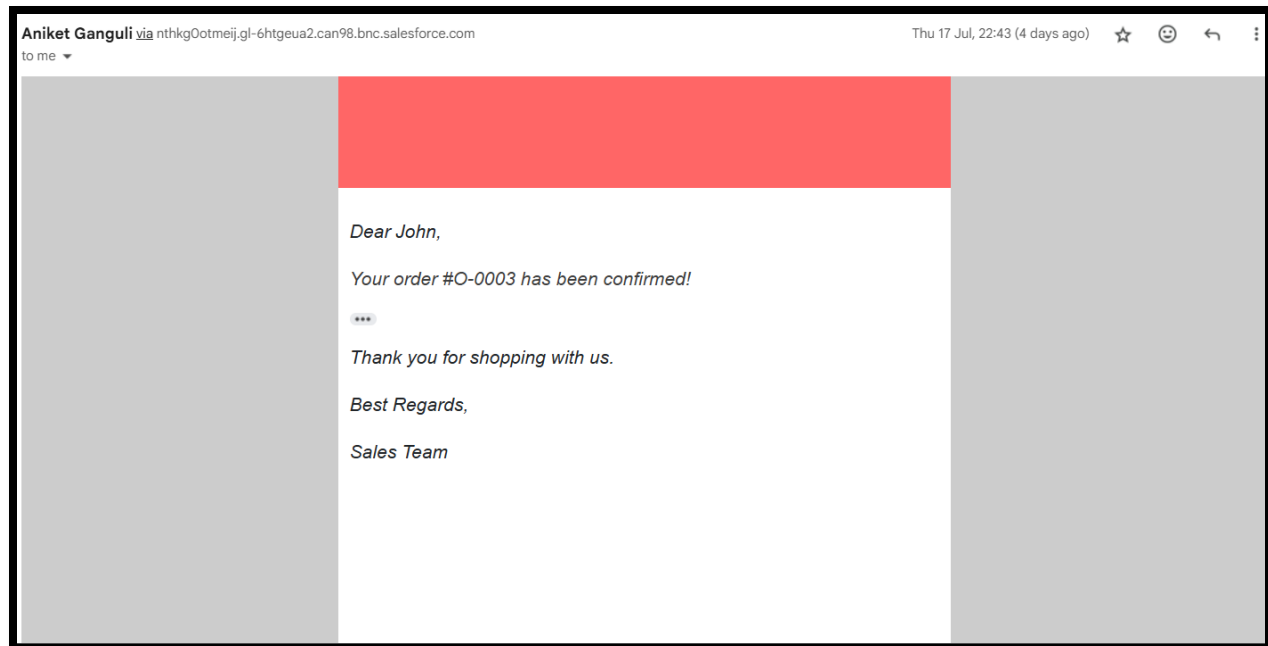 Aniket Ganguli via nthkg0otmeij.gl-6htgeua2.can98.bnc.salesforce.com Thu 17 Jul, 22:43 (4 days ago)
to me
Dear John,
Your order #O-0003 has been confirmed!
Thank you for shopping with us.
Best Regards,
Sales Team